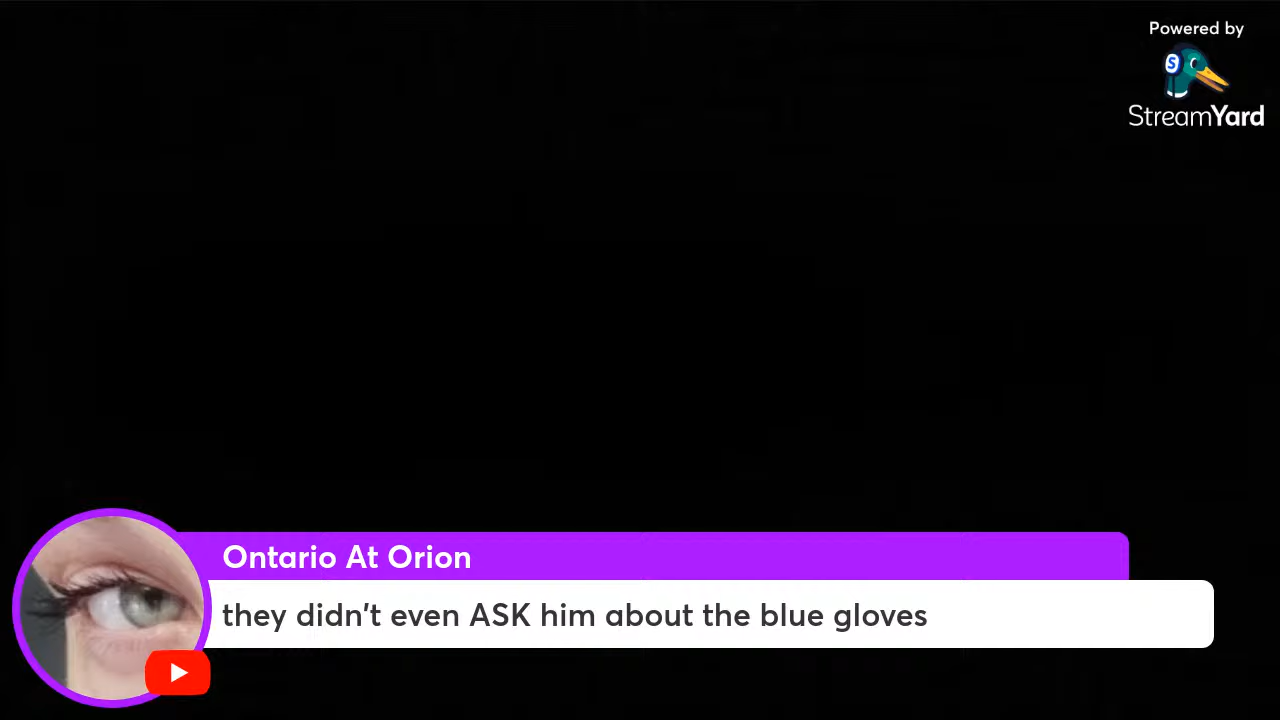 Powered by
S
StreamYard
Ontario At Orion
they didn't even ASK him about the blue gloves